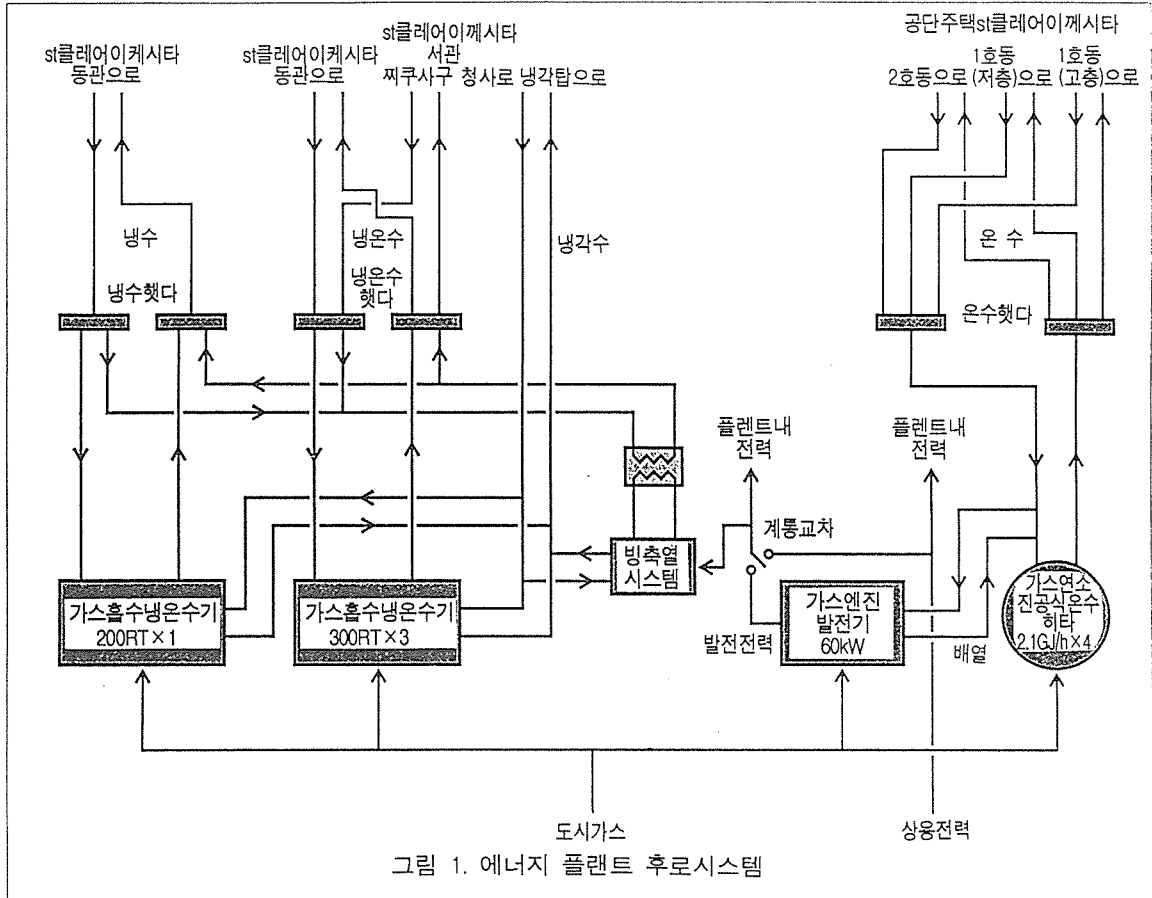 st클레어이케시타
동관으로
st클레어이께시타
동관으로
st클레어이께시타
서관
찌쿠사구 청사로 냉각탑으로
공단주택st클레어이께시타
1호동 1호동
2호동으로 (저층)으로 (고층)으로
냉수
냉온수
냉각수
온 수
냉수햇다
냉온수
햇다
온수햇다
플렌트내
전력
플렌트내
전력
계통교차
빙축열
시스템
가스흡수냉온수기
200RT×1
가스흡수냉온수기
300RT×3
발전전력
가스엔진
발전기
60kW
배열
가스연소
진공식온수
히타
2.1GJ/h×4
도시가스
상용전력
그림 1. 에너지 플랜트 후로시스템